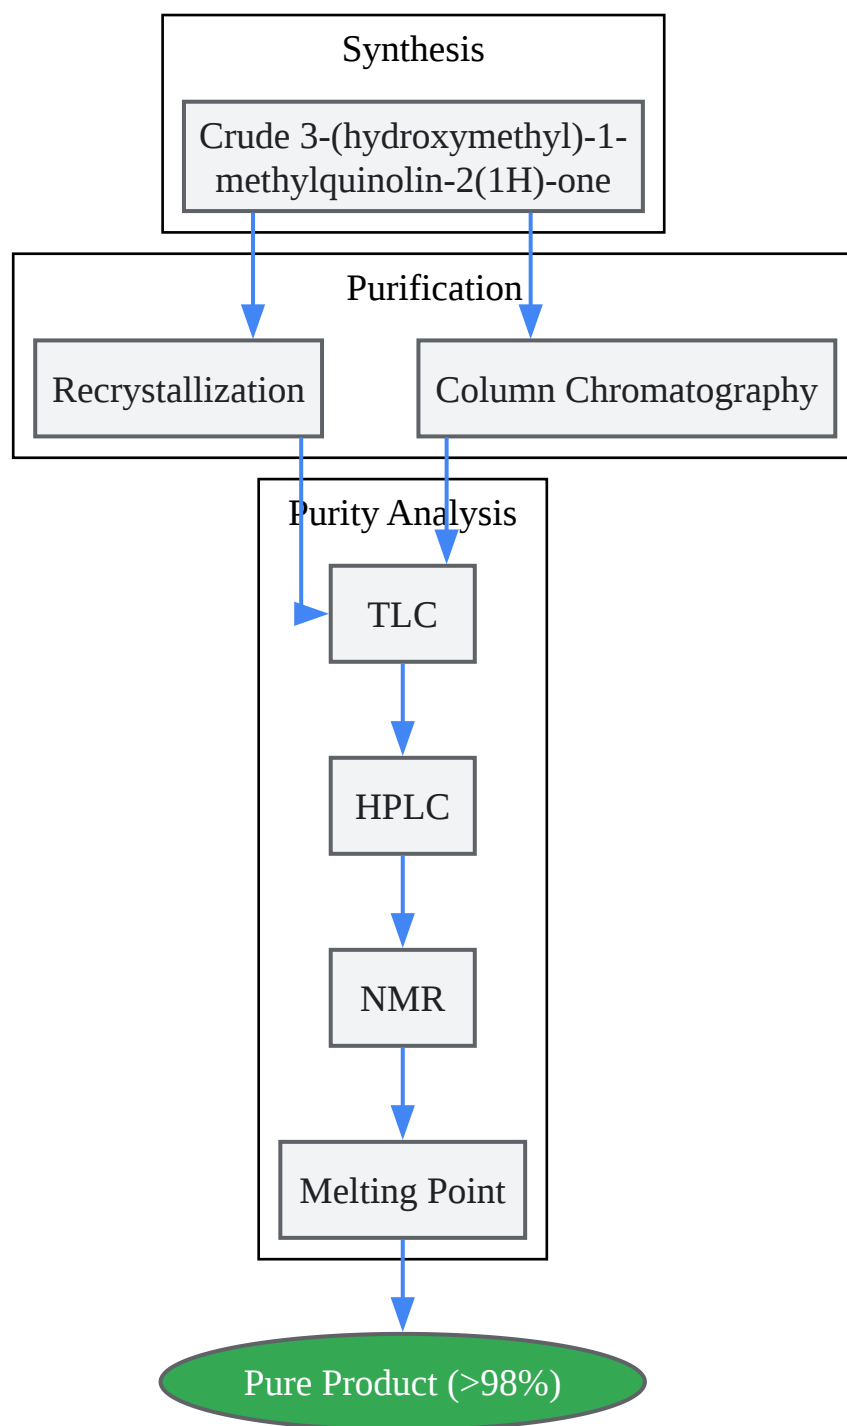 Synthesis
Crude 3-(hydroxymethyl)-1-
methylquinolin-2(1H)-one
Purification
Recrystallization
Column Chromatography
Purity Analysis
TLC
HPLC
NMR
Melting Point
Pure Product (>98%)